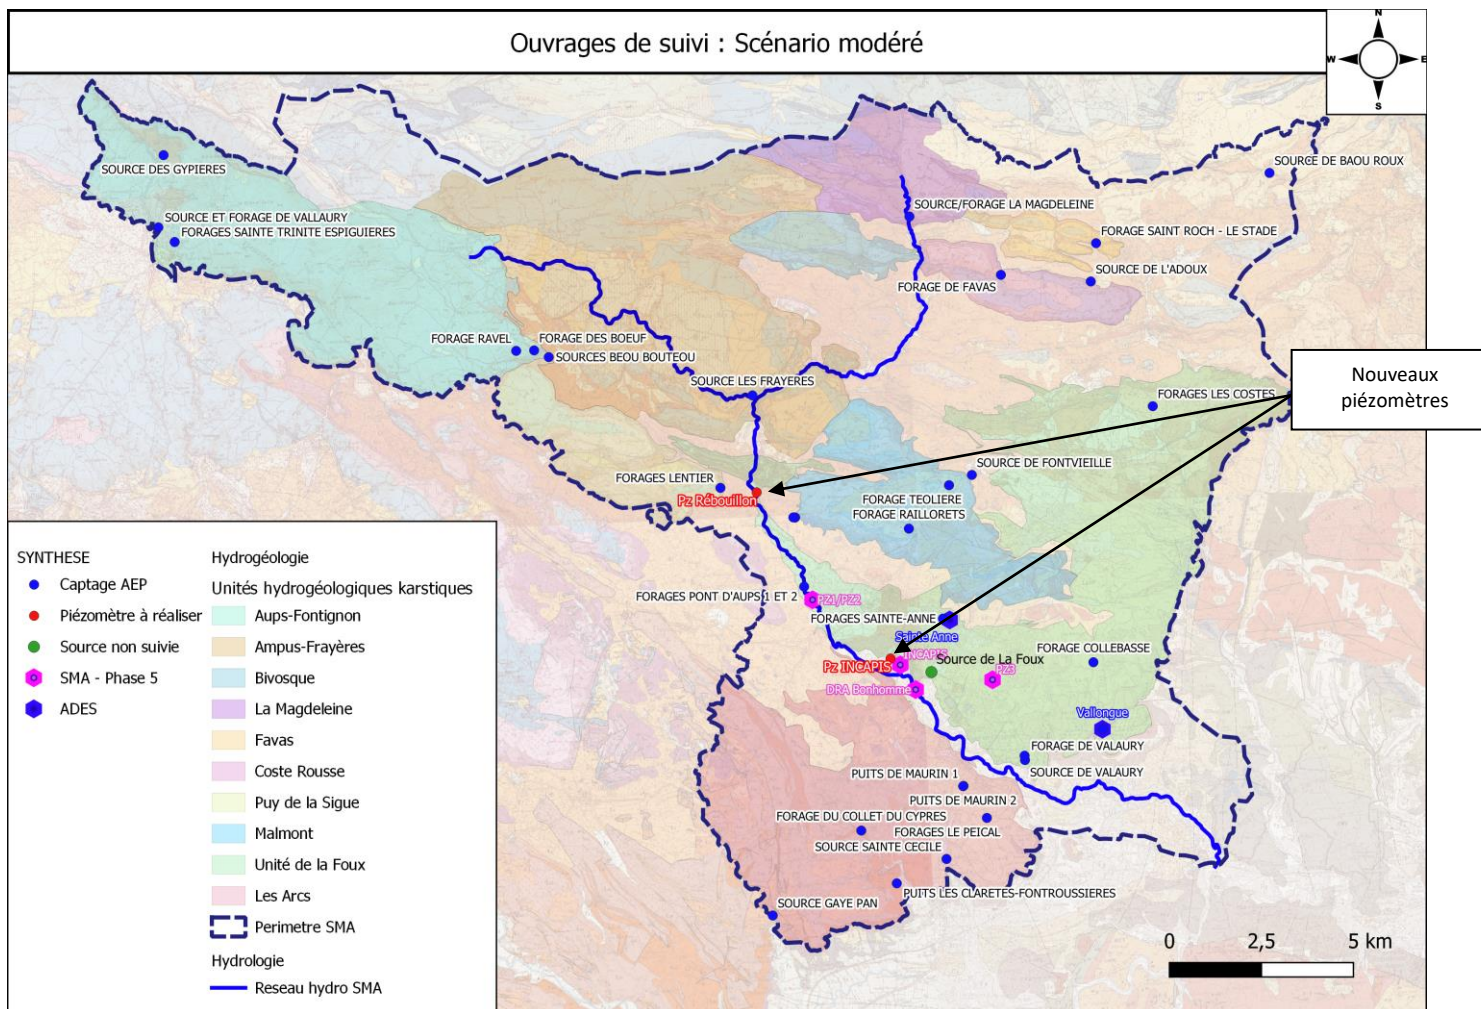 Ouvrages de suivi : Scénario modéré
N
W
E
S
SOURCE DE BAOU ROUX
SOURCE DES GYPIERES
SOURCE/FORAGE LA MAGDELEINE
SOURCE ET FORAGE DE VALLAURY
FORAGES SAINTE TRINITE ESPIGUIERES
FORAGE SAINT ROCH - LE STADE
SOURCE DE L'ADOUX
FORAGE DE FAVAS
FORAGE RAVEL
FORAGE DES BOEUF
SOURCES BEOU BOUTEOU
SOURCE LES FRAYERES
FORAGES LES COSTES
Nouveaux
piézomètres
SOURCE DE FONTVIEILLE
FORAGES LENTIER
Pz Rébouillon
FORAGE TEOLIERE
FORAGE RAILLORETS
FORAGES PONT D'AUPS 1 ET 2
PZ1/PZ2
FORAGES SAINTE-ANNE
Sainte Anne
INCAPIS
Pz INCAPIS
Source de La Foux
FORAGE COLLEBASSE
PZ3
DRA Bonhomme
Vallongue
FORAGE DE VALAURY
SOURCE DE VALAURY
PUITS DE MAURIN 1
PUITS DE MAURIN 2
FORAGE DU COLLET DU CYPRES
FORAGES LE PEICAL
SOURCE SAINTE CECILE
PUITS LES CLARETES-FONTROUSSIERES
SOURCE GAYE PAN
SYNTHESE
Captage AEP
Piézomètre à réaliser
Source non suivie
SMA - Phase 5
ADES
Hydrogéologie
Unités hydrogéologiques karstiques
Aups-Fontignon
Ampus-Frayères
Bivosque
La Magdeleine
Favas
Coste Rousse
Puy de la Sigue
Malmont
Unité de la Foux
Les Arcs
Perimetre SMA
Hydrologie
Reseau hydro SMA
0 2,5 5 km